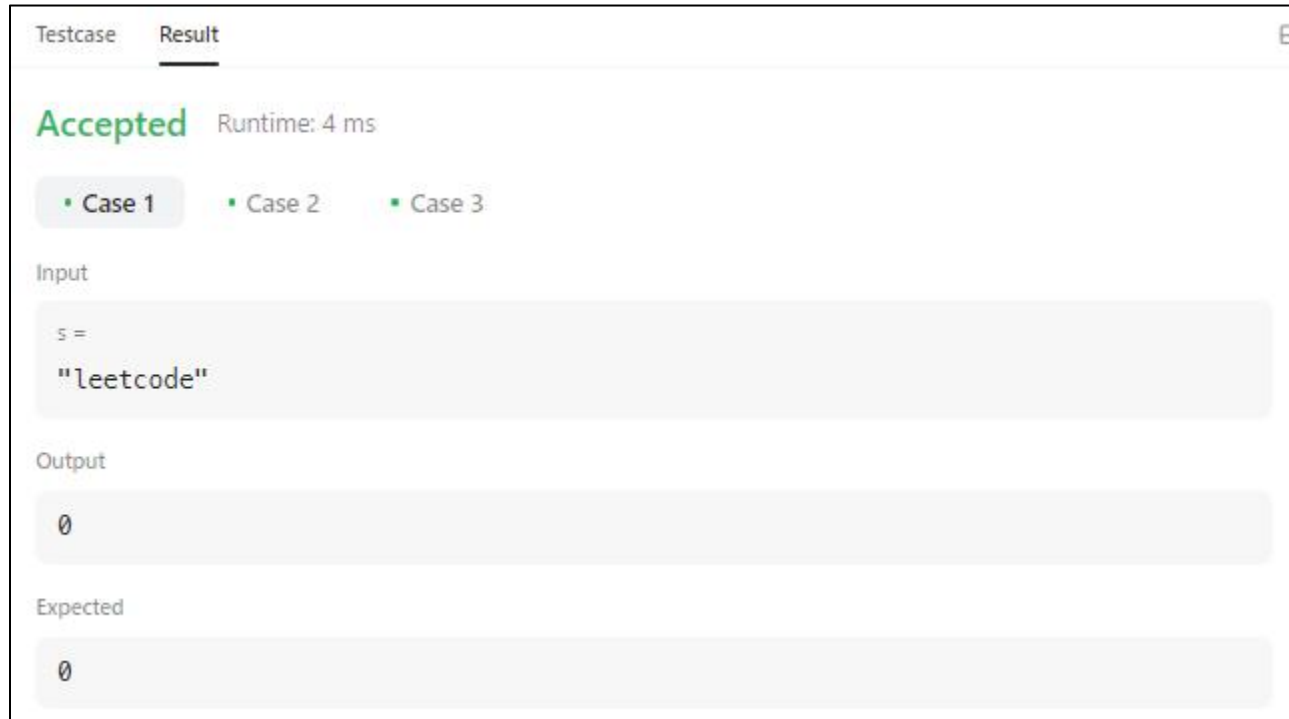 Testcase Result
Accepted Runtime: 4 ms
• Case 1 • Case 2 • Case 3
Input
s =
"leetcode"
Output
0
Expected
0